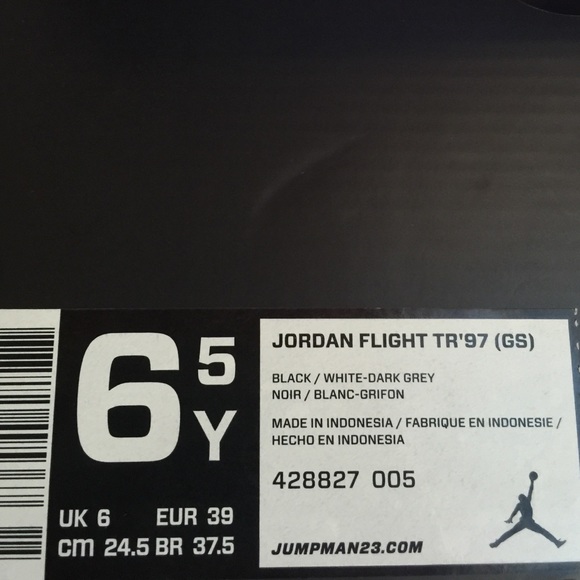 6 5
Y
UK 6 EUR 39
cm 24.5 BR 37.5
JORDAN FLIGHT TR'97 (GS)
BLACK / WHITE-DARK GREY
NOIR / BLANC-GRIFON
MADE IN INDONESIA / FABRIQUE EN INDONESIE /
HECHO EN INDONESIA
428827 005
JUMPMAN23.COM